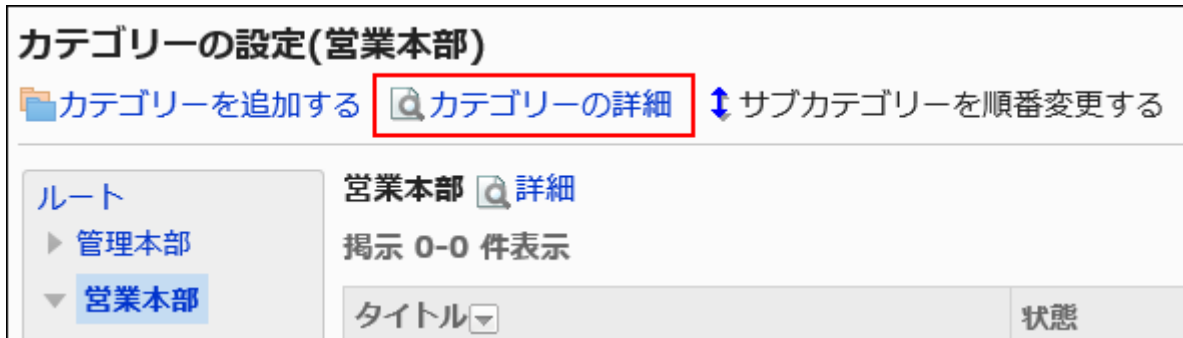 カテゴリーの設定(営業本部)
カテゴリーを追加する カテゴリーの詳細 サブカテゴリーを順番変更する
ルート
管理本部
営業本部
営業本部 詳細
掲示 0-0 件表示
タイトル 状態